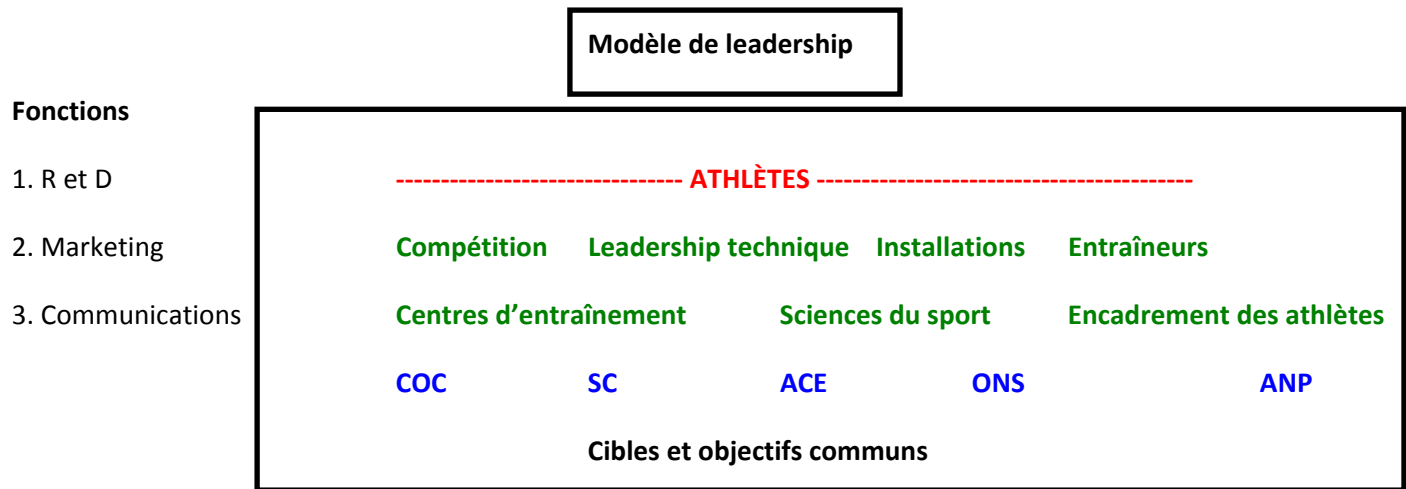 Modèle de leadership
Fonctions
1. R et D ------------------------------- ATHLÈTES -----------------------------------------
2. Marketing Compétition Leadership technique Installations Entraîneurs
3. Communications Centres d’entraînement Sciences du sport Encadrement des athlètes
COC SC ACE ONS ANP
Cibles et objectifs communs